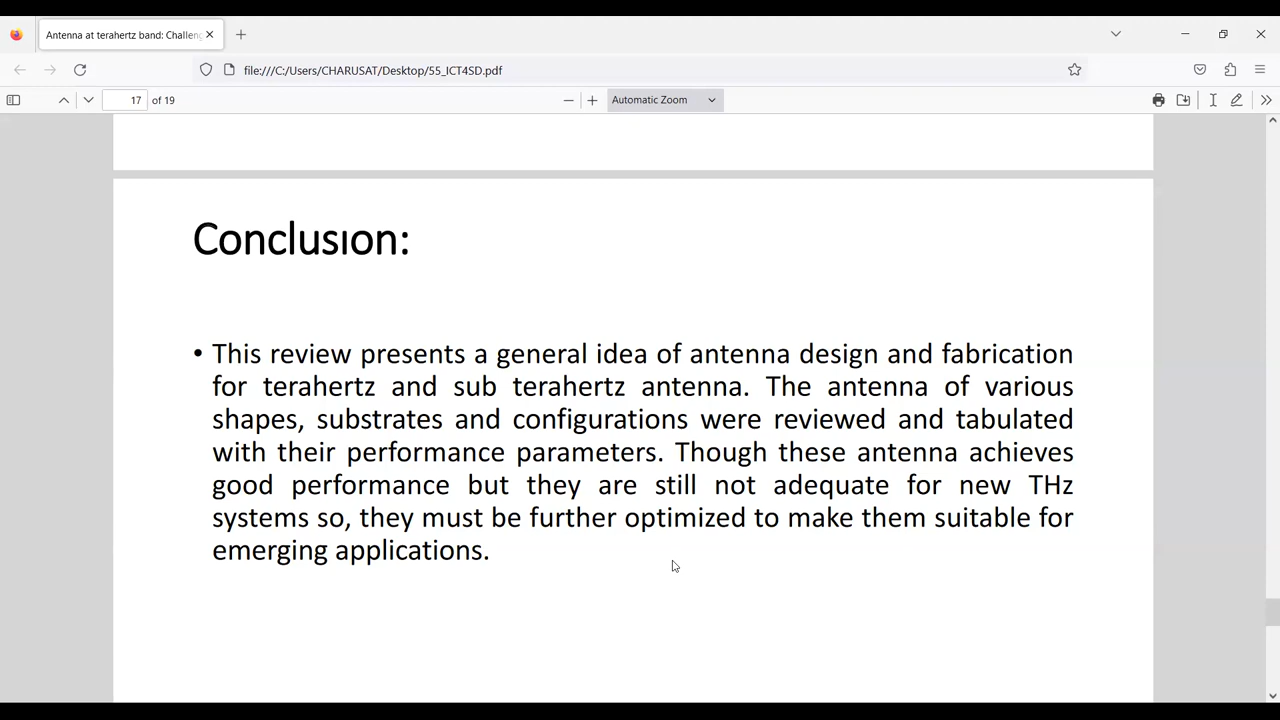 Antenna at terahertz band: Challeng
file:///C:/Users/CHARUSAT/Desktop/55_ICT4SD.pdf
17 of 19
Automatic Zoom
Conclusıon:
• This review presents a general idea of antenna design and fabrication
for terahertz and sub terahertz antenna. The antenna of various
shapes, substrates and configurations were reviewed and tabulated
with their performance parameters. Though these antenna achieves
good performance but they are still not adequate for new THz
systems so, they must be further optimized to make them suitable for
emerging applications.